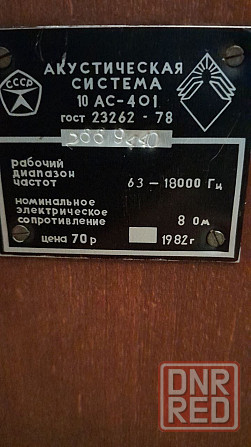 СССР
АКУСТИЧЕСКАЯ
СИСТЕМА
10 АС-401
ГОСТ 23262 - 78
рабочий
диапазон
частот 63 - 18000 Гц
номинальное
электрическое
сопротивление 8 Ом
цена 70 р 1982 г
DNR
RED